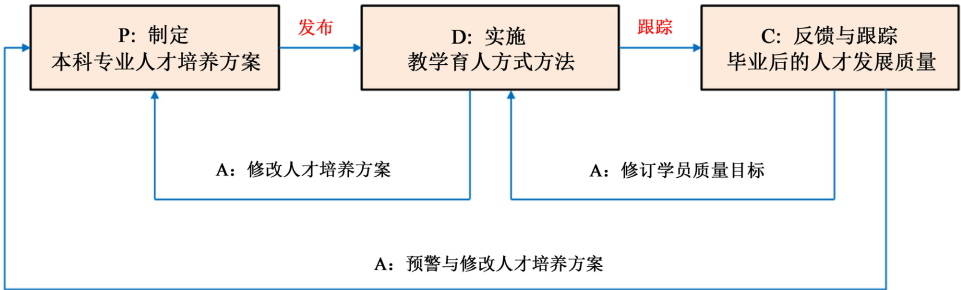 P: 制定
本科专业人才培养方案
发布
D: 实施
教学育人方式方法
跟踪
C: 反馈与跟踪
毕业后的人才发展质量
A：修改人才培养方案
A：修订学员质量目标
A：预警与修改人才培养方案